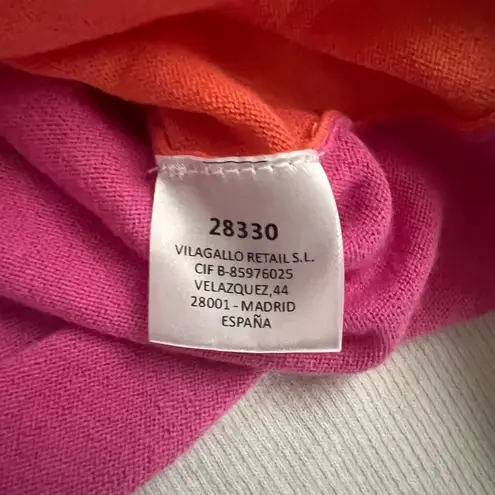 28330
VILAGALLO RETAIL S.L.
CIF B-85976025
VELAZQUEZ,44
28001 - MADRID
ESPAÑA